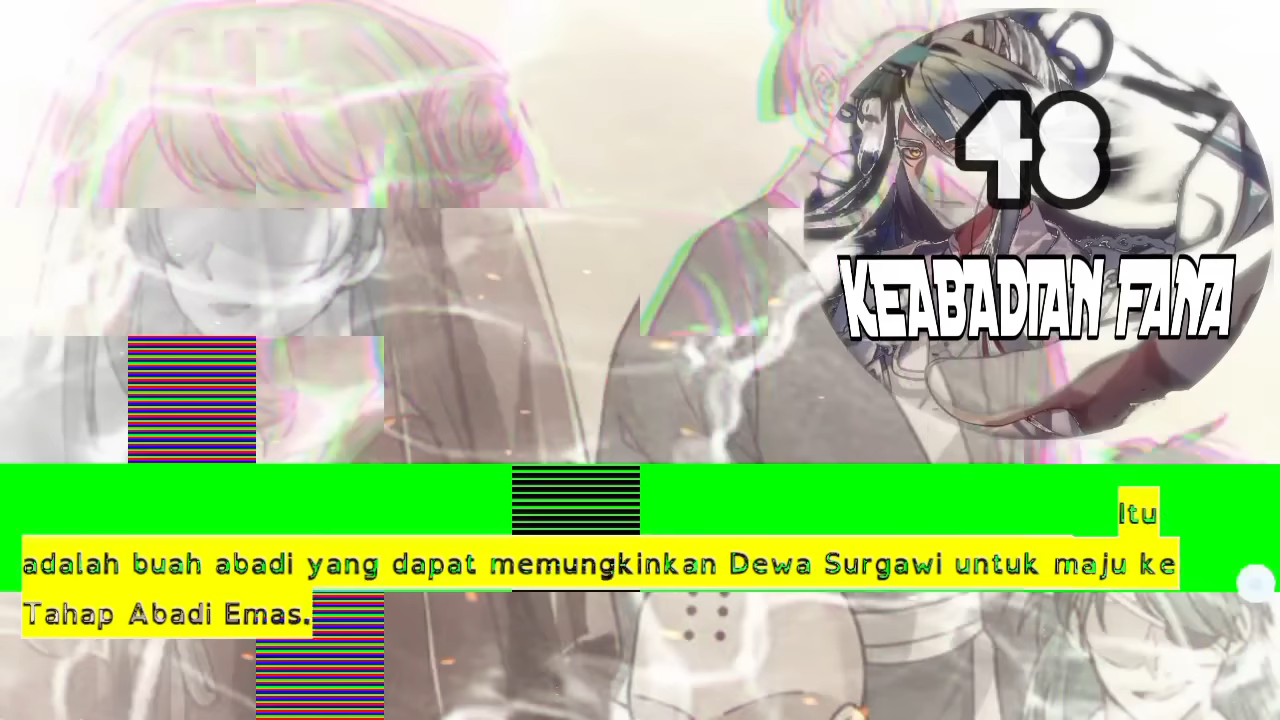 48
KEABADIAN FANA
Itu
adalah buah abadi yang dapat memungkinkan Dewa Surgawi untuk maju ke
Tahap Abadi Emas.